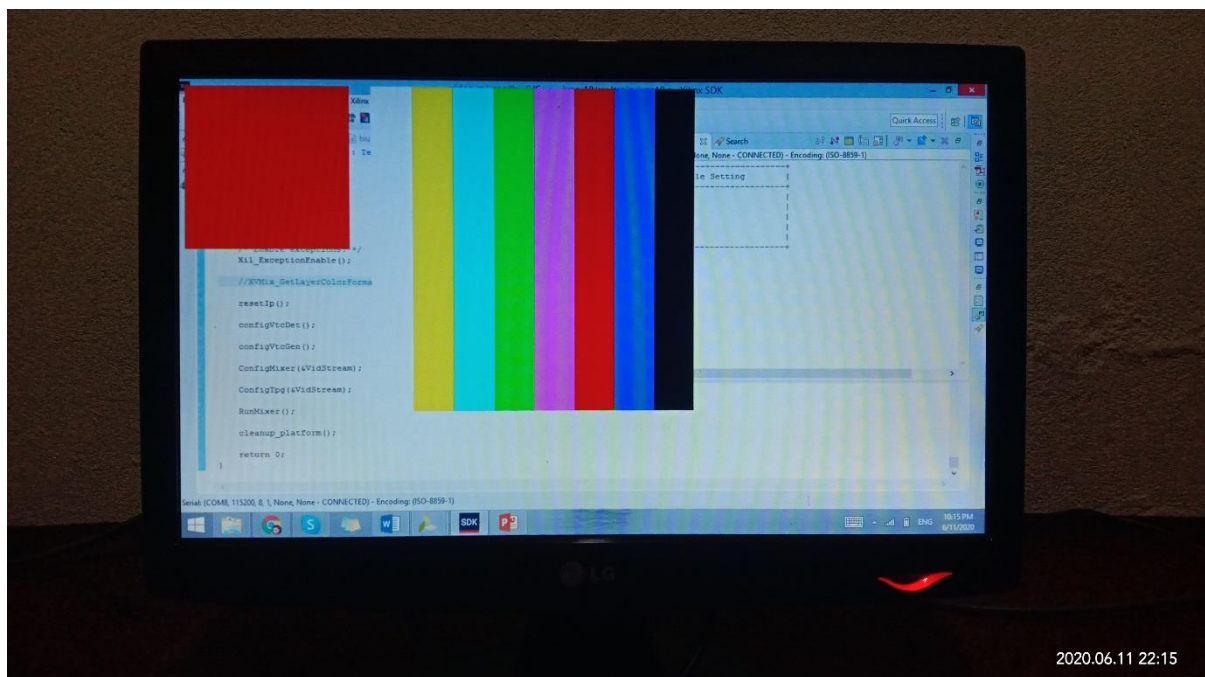 Xilinx SDK
Xilinx
Quick Access
Search
None, None - CONNECTED) - Encoding: (ISO-8859-1)
: Te
le Setting
Xil_ExceptionEnable();
//XVMix_GetLayerColorforma
resetIp();
configVtcDet();
configVtcGen();
ConfigMixer(&VidStream);
ConfigTpg(&VidStream);
RunMixer();
cleanup_platform();
return 0;
}
Serial: (COM8, 115200, 8, 1, None, None - CONNECTED) - Encoding: (ISO-8859-1)
SDK
ENG
10:15 PM
6/11/2020
LG
2020.06.11 22:15